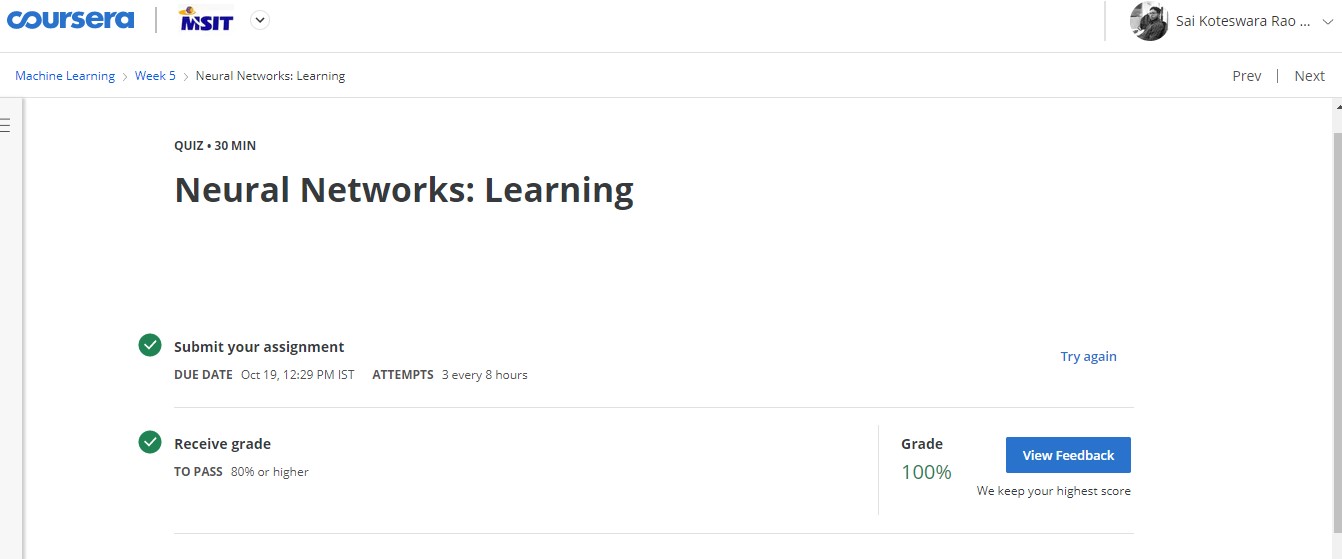 coursera MSIT Sai Koteswara Rao ...
Machine Learning > Week 5 > Neural Networks: Learning Prev | Next
QUIZ • 30 MIN
Neural Networks: Learning
Submit your assignment
Try again
DUE DATE Oct 19, 12:29 PM IST ATTEMPTS 3 every 8 hours
Receive grade
TO PASS 80% or higher
Grade
100%
View Feedback
We keep your highest score